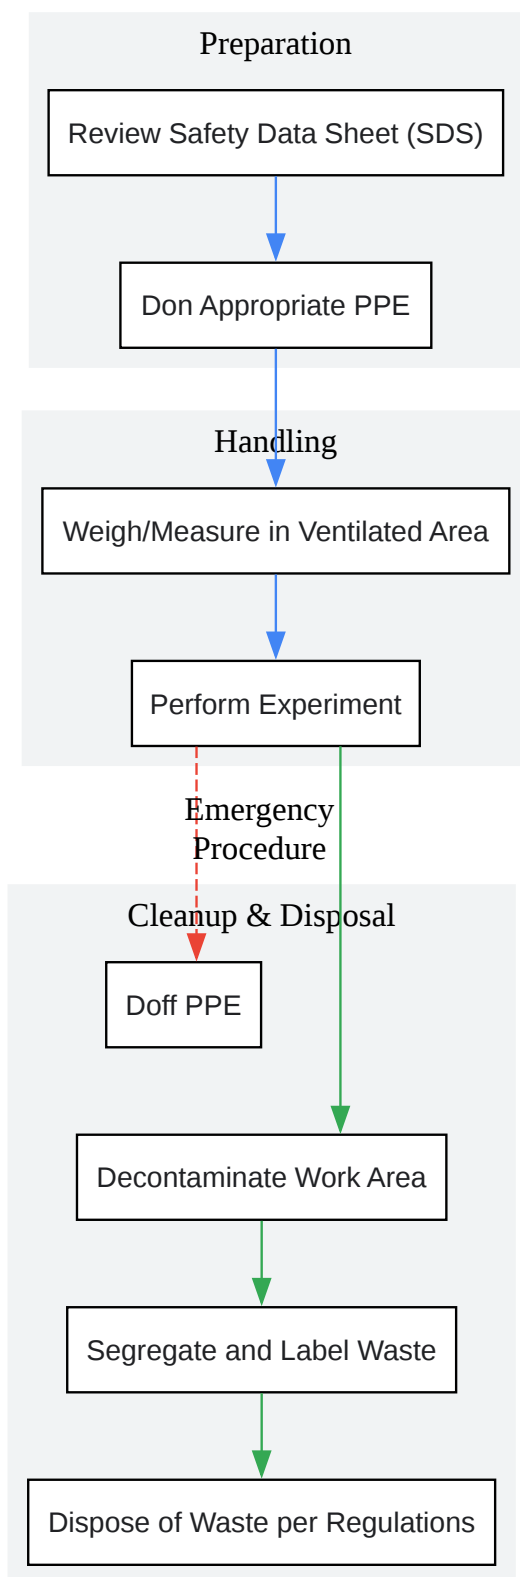 Preparation
Review Safety Data Sheet (SDS)
Don Appropriate PPE
Handling
Weigh/Measure in Ventilated Area
Perform Experiment
Emergency
Procedure
Cleanup & Disposal
Doff PPE
Decontaminate Work Area
Segregate and Label Waste
Dispose of Waste per Regulations